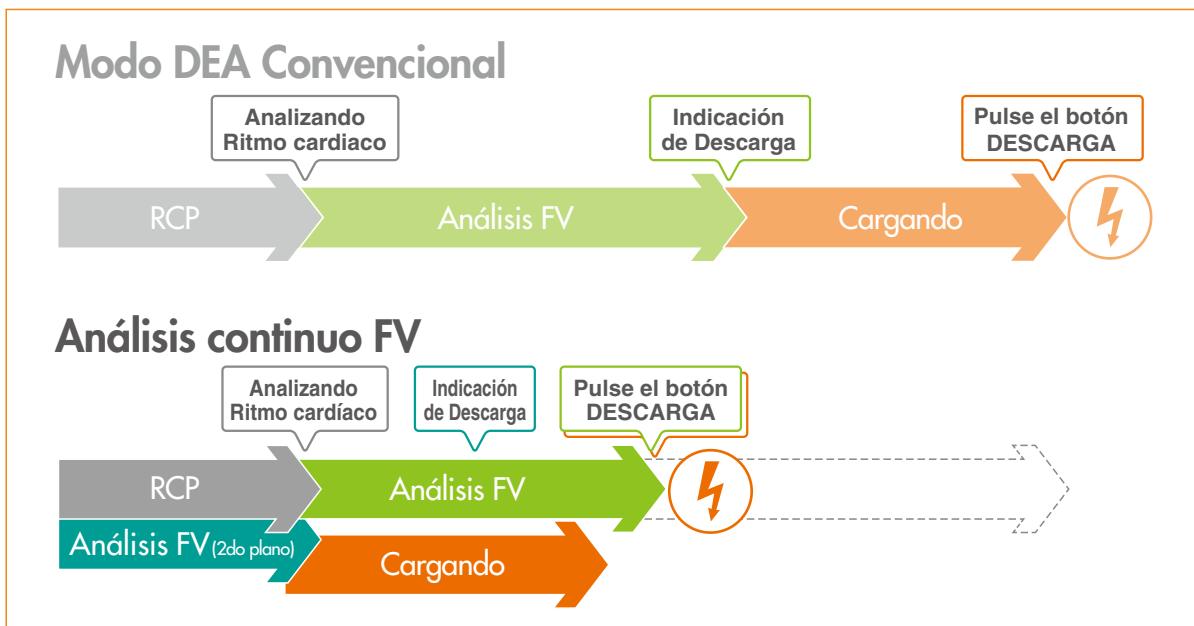 Modo DEA Convencional
Analizando
Ritmo cardiaco
Indicación
de Descarga
Pulse el botón
DESCARGA
RCP
Análisis FV
Cargando
Análisis continuo FV
Analizando
Ritmo cardíaco
Indicación
de Descarga
Pulse el botón
DESCARGA
RCP
Análisis FV
Análisis FV (2do plano)
Cargando